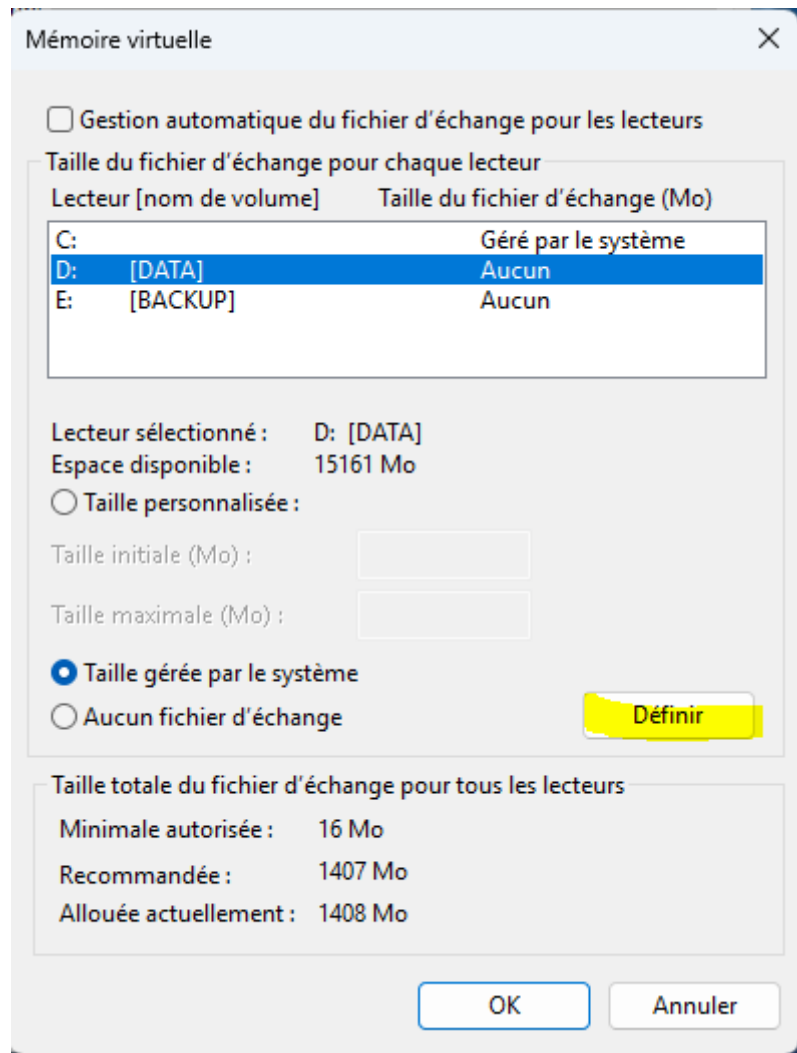 Mémoire virtuelle
Gestion automatique du fichier d’échange pour les lecteurs
Taille du fichier d’échange pour chaque lecteur
Lecteur [nom de volume] Taille du fichier d’échange (Mo)
C: Géré par le système
D: [DATA] Aucun
E: [BACKUP] Aucun
Lecteur sélectionné : D: [DATA]
Espace disponible : 15161 Mo
Taille personnalisée :
Taille initiale (Mo) :
Taille maximale (Mo) :
Taille gérée par le système
Aucun fichier d’échange Définir
Taille totale du fichier d’échange pour tous les lecteurs
Minimale autorisée : 16 Mo
Recommandée : 1407 Mo
Allouée actuellement : 1408 Mo
OK Annuler